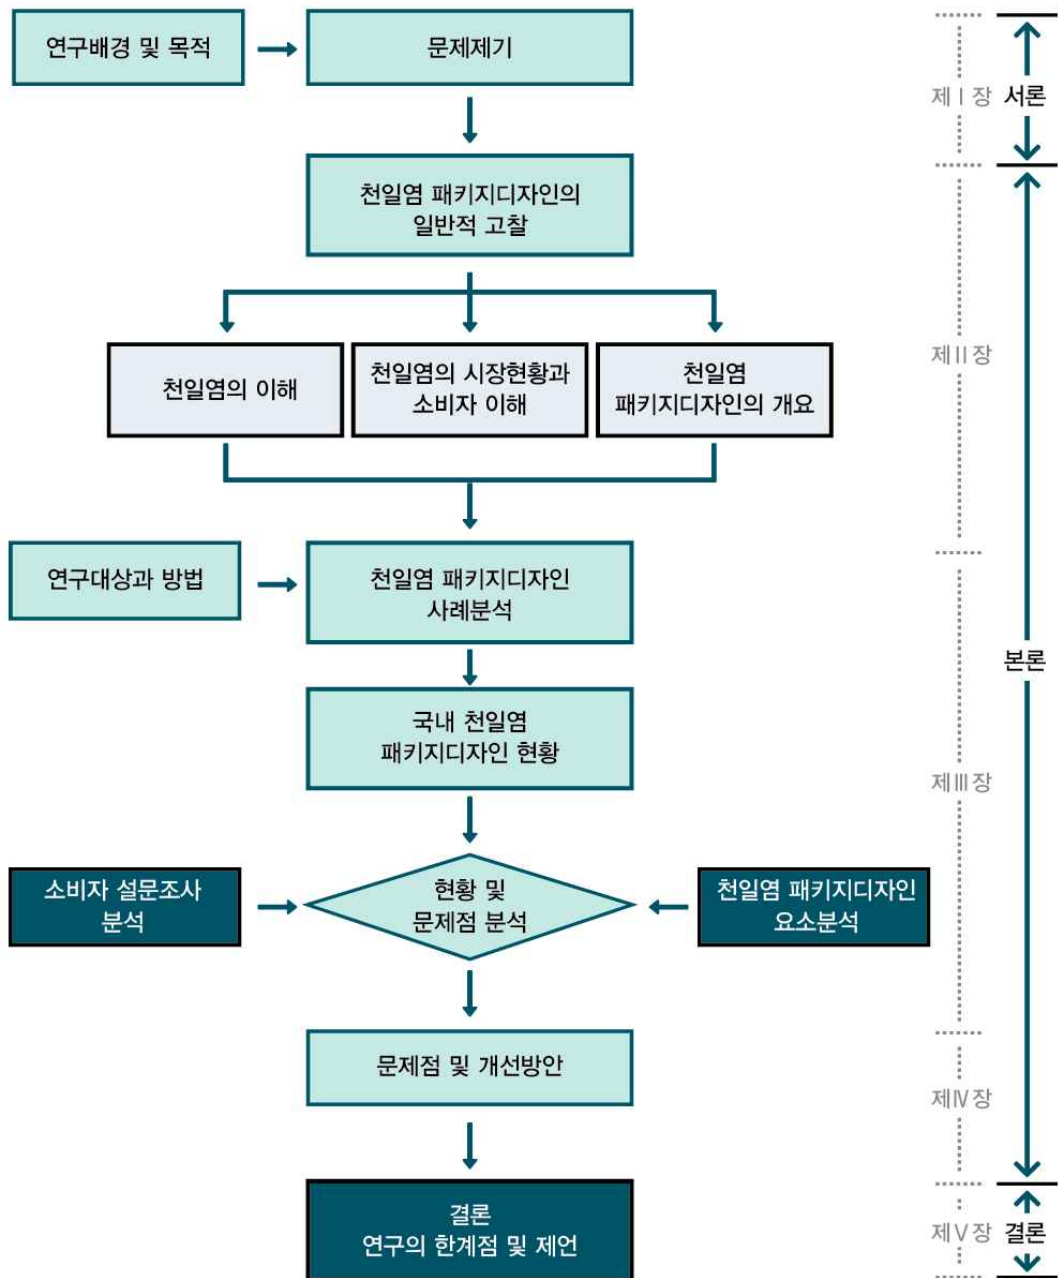 연구배경 및 목적
문제제기
제Ⅰ장
서론
천일염 패키지디자인의
일반적 고찰
천일염의 이해
천일염의 시장현황과
소비자 이해
천일염
패키지디자인의 개요
제Ⅱ장
연구대상과 방법
천일염 패키지디자인
사례분석
본론
국내 천일염
패키지디자인 현황
제Ⅲ장
소비자 설문조사
분석
현황 및
문제점 분석
천일염 패키지디자인
요소분석
문제점 및 개선방안
제Ⅳ장
결론
연구의 한계점 및 제언
제Ⅴ장
결론